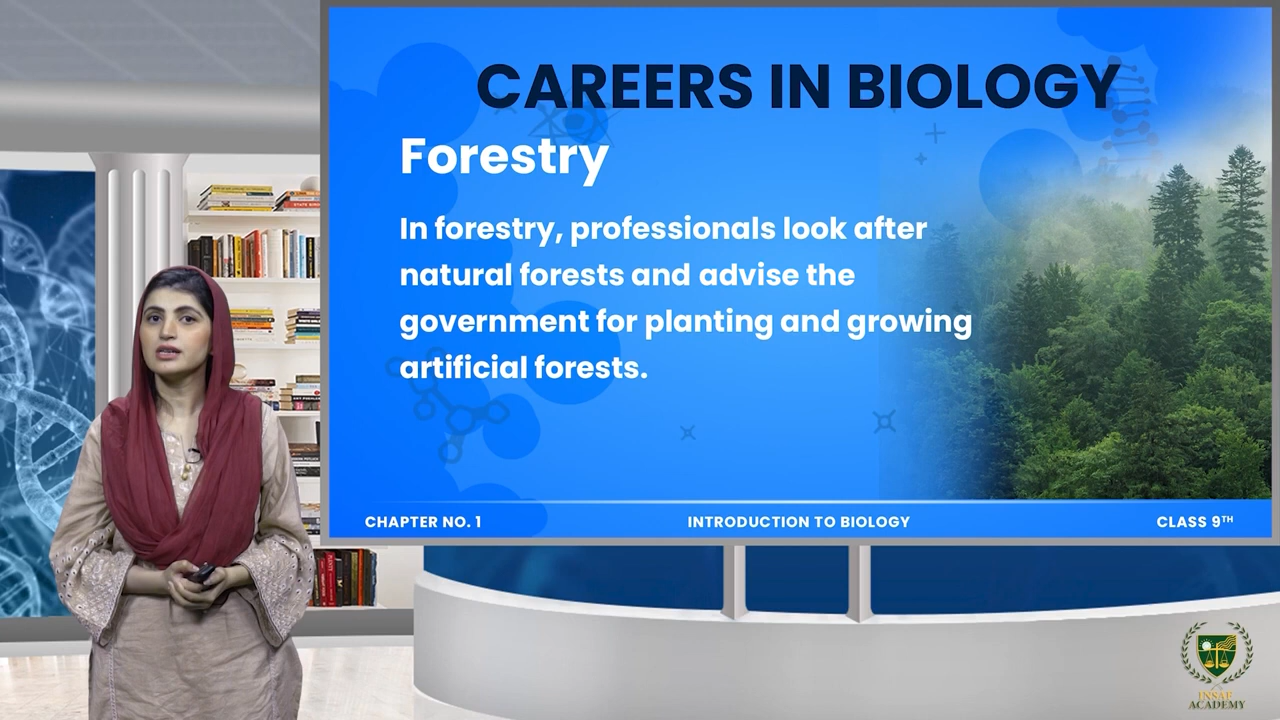 CAREERS IN BIOLOGY
Forestry
In forestry, professionals look after
natural forests and advise the
government for planting and growing
artificial forests.
CHAPTER NO. 1
INTRODUCTION TO BIOLOGY
CLASS 9TH
INSAF
ACADEMY